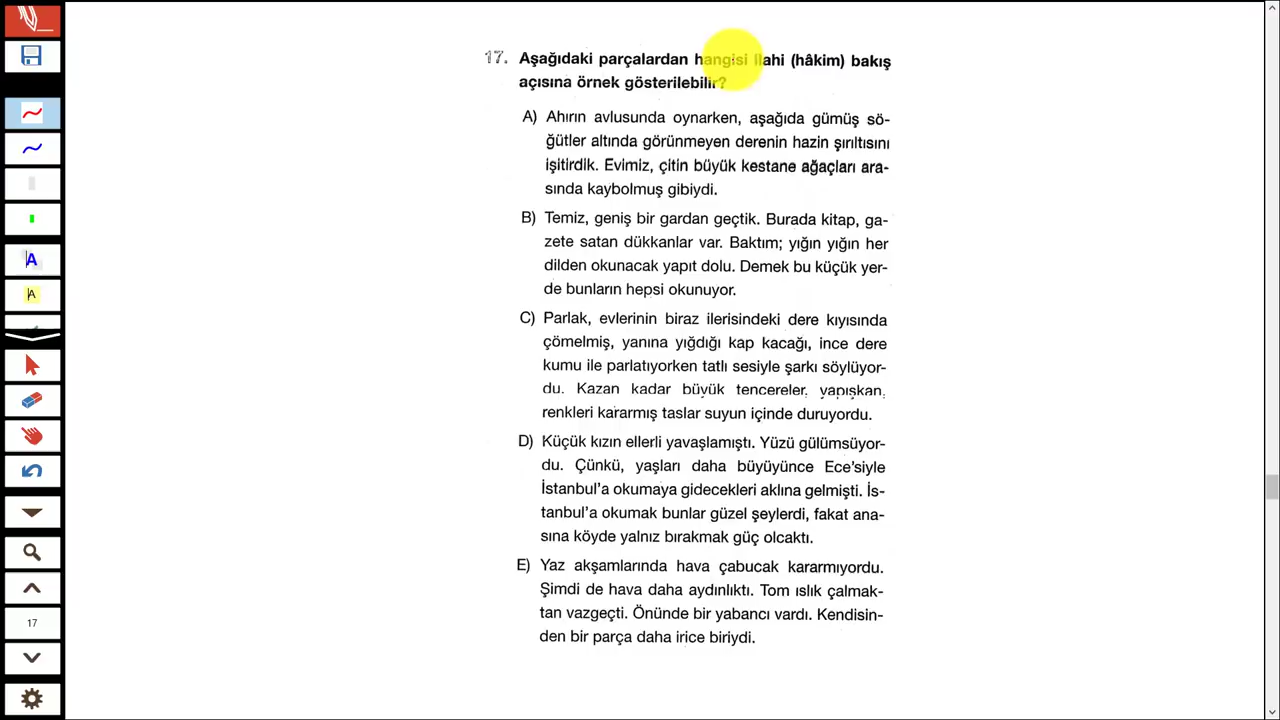 17. Aşağıdaki parçalardan hangisi ilahi (hâkim) bakış
açısına örnek gösterilebilir?
A) Ahırın avlusunda oynarken, aşağıda gümüş sö-
ğütler altında görünmeyen derenin hazin şırıltısını
işitirdik. Evimiz, çitin büyük kestane ağaçları ara-
sında kaybolmuş gibiydi.
B) Temiz, geniş bir gardan geçtik. Burada kitap, ga-
zete satan dükkanlar var. Baktım; yığın yığın her
dilden okunacak yapıt dolu. Demek bu küçük yer-
de bunların hepsi okunuyor.
C) Parlak, evlerinin biraz ilerisindeki dere kıyısında
çömelmiş, yanına yığdığı kap kacağı, ince dere
kumu ile parlatıyorken tatlı sesiyle şarkı söylüyor-
du. Kazan kadar büyük tencereler, yapışkan,
renkleri kararmış taslar suyun içinde duruyordu.
D) Küçük kızın ellerli yavaşlamıştı. Yüzü gülümsüyor-
du. Çünkü, yaşları daha büyüyünce Ece'siyle
İstanbul'a okumaya gidecekleri aklına gelmişti. İs-
tanbul'a okumak bunlar güzel şeylerdi, fakat ana-
sına köyde yalnız bırakmak güç olcaktı.
E) Yaz akşamlarında hava çabucak kararmıyordu.
Şimdi de hava daha aydınlıktı. Tom ıslık çalmak-
tan vazgeçti. Önünde bir yabancı vardı. Kendisin-
den bir parça daha irice biriydi.
A
A
17